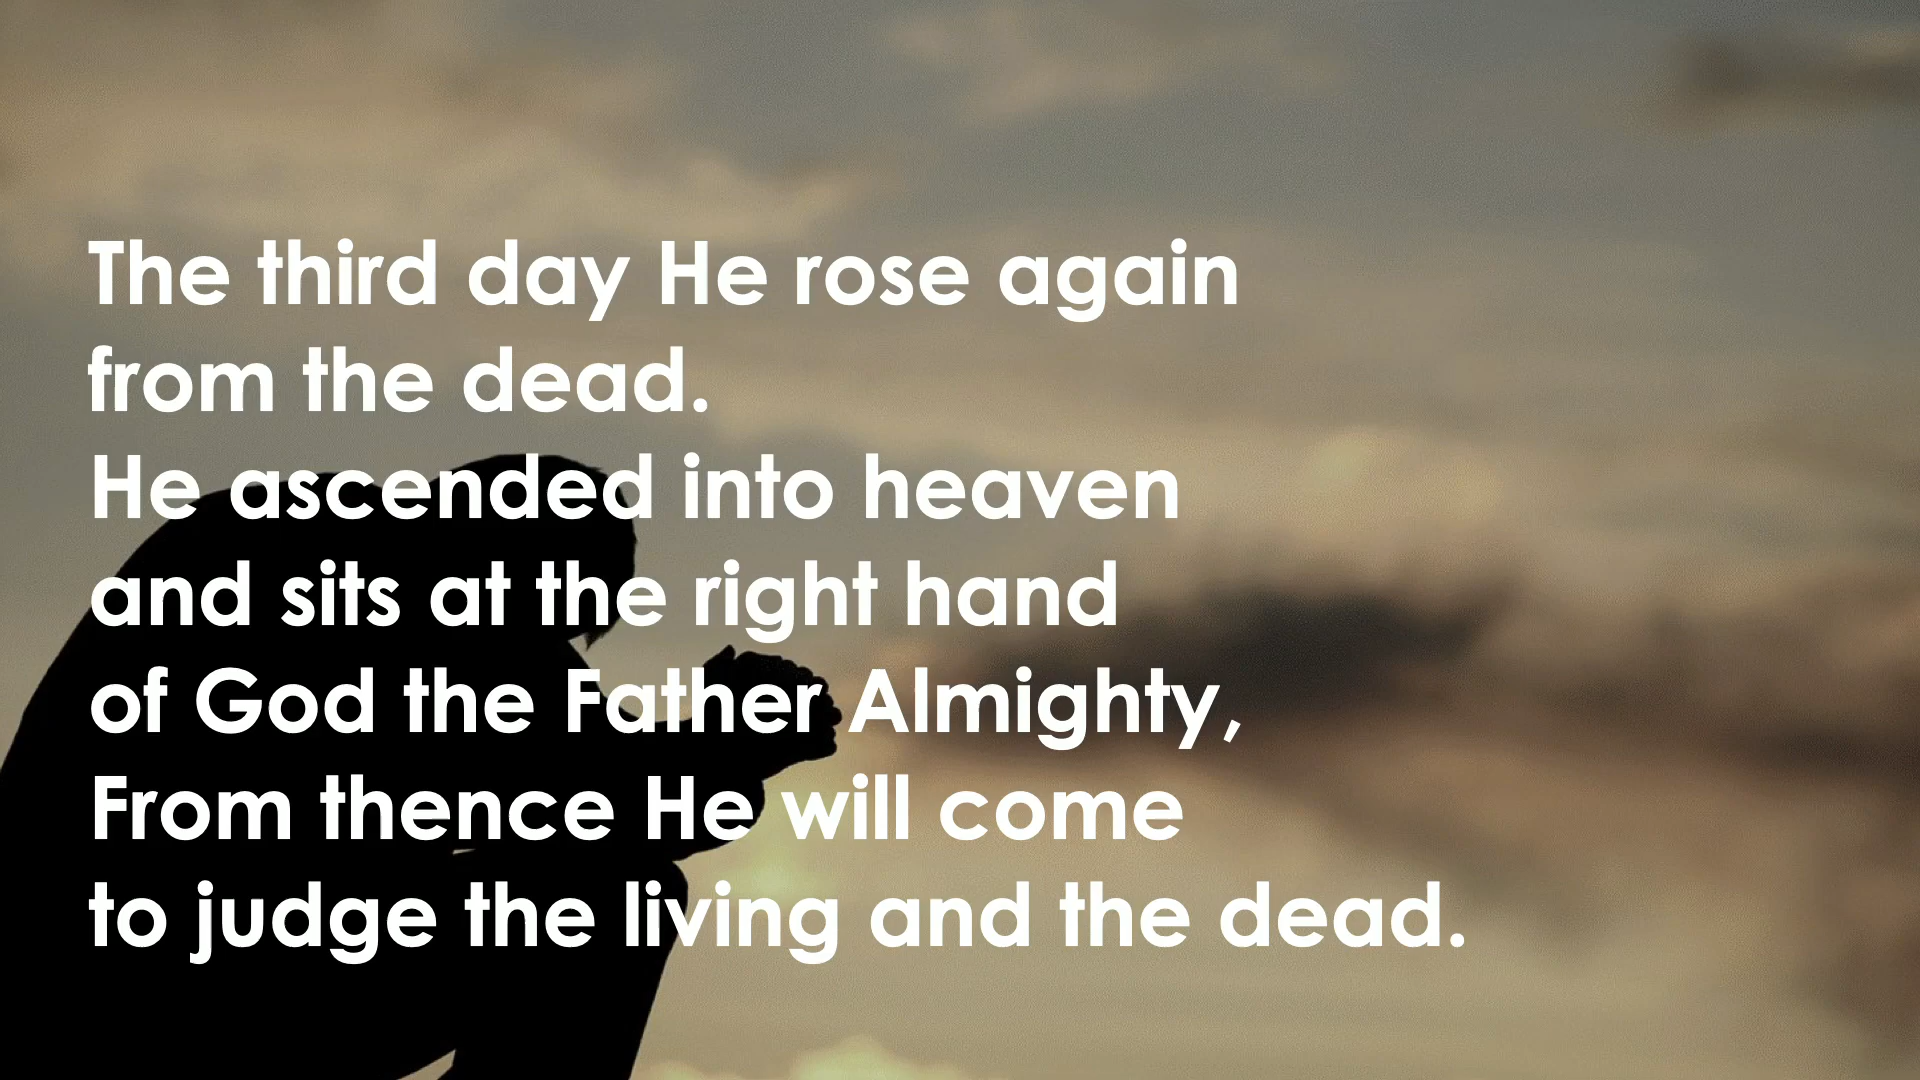 The third day He rose again
from the dead.
He ascended into heaven
and sits at the right hand
of God the Father Almighty,
From thence He will come
to judge the living and the dead.